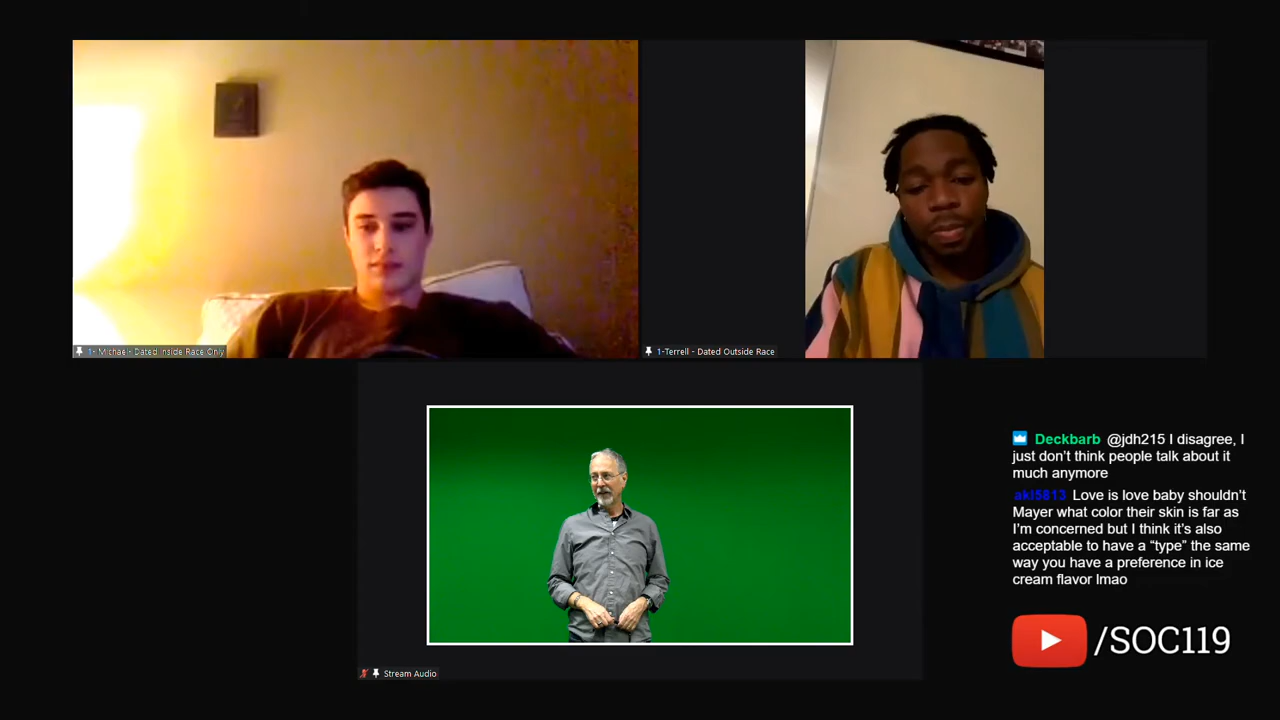 1- Michael - Dated Inside Race Only
1-Terrell - Dated Outside Race
Deckbarb @jdh215 I disagree, I
just don't think people talk about it
much anymore
akl5813 Love is love baby shouldn't
Mayer what color their skin is far as
I'm concerned but I think it's also
acceptable to have a “type” the same
way you have a preference in ice
cream flavor lmao
/SOC119
Stream Audio